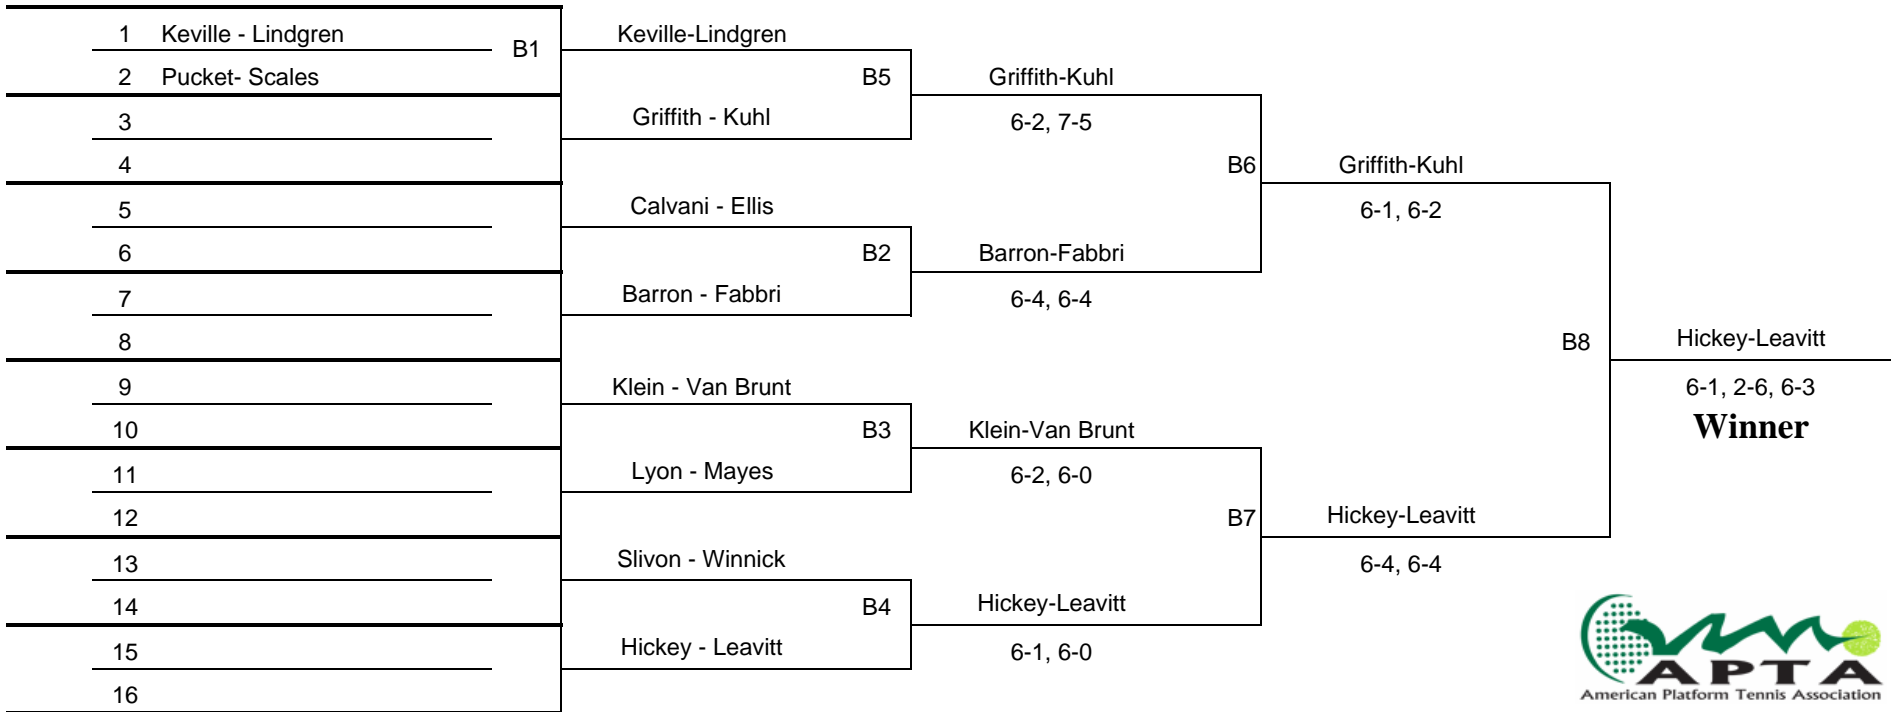 1 Keville - Lindgren B1 Keville-Lindgren
2 Pucket- Scales B5 Griffith-Kuhl
3 Griffith - Kuhl 6-2, 7-5
4 B6 Griffith-Kuhl
5 Calvani - Ellis 6-1, 6-2
6 B2 Barron-Fabbri
7 Barron - Fabbri 6-4, 6-4
8 B8 Hickey-Leavitt
9 Klein - Van Brunt 6-1, 2-6, 6-3
10 B3 Klein-Van Brunt Winner
11 Lyon - Mayes 6-2, 6-0
12 B7 Hickey-Leavitt
13 Slivon - Winnick 6-4, 6-4
14 B4 Hickey-Leavitt
15 Hickey - Leavitt 6-1, 6-0
16
APTA
American Platform Tennis Association